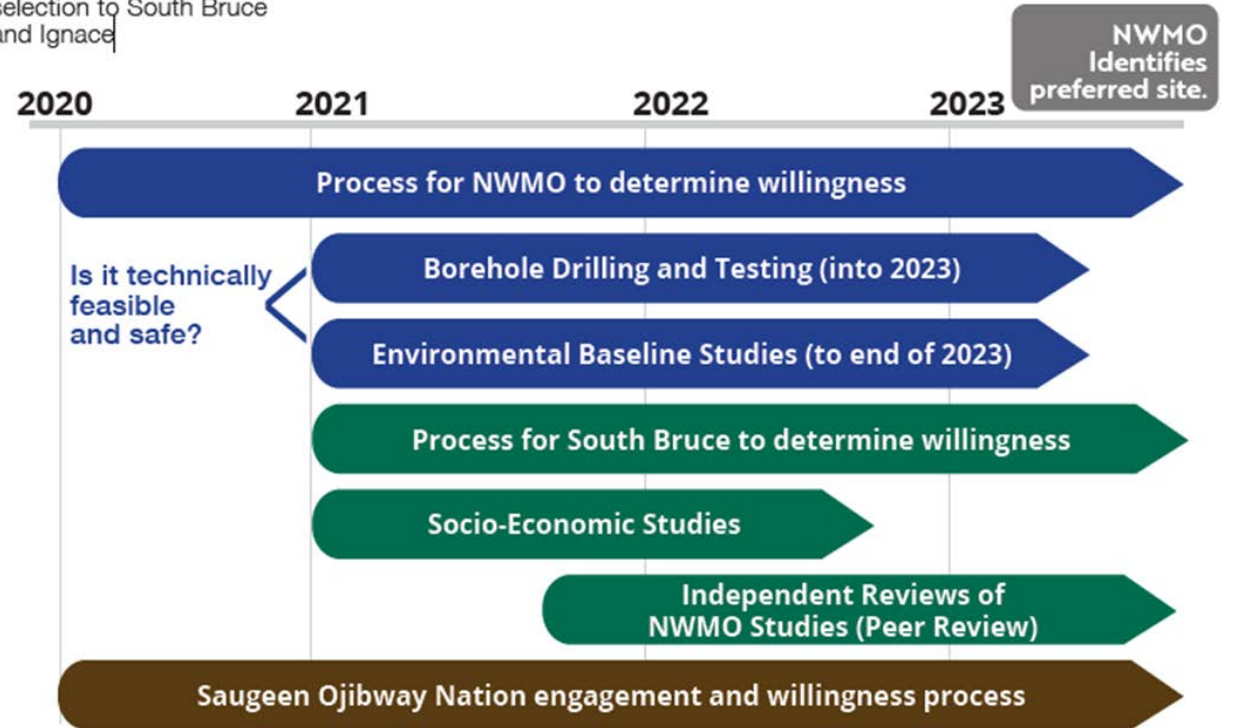 selection to South Bruce
and Ignace
NWMO
Identifies
preferred site.
2020 2021 2022 2023
Process for NWMO to determine willingness
Is it technically
feasible
and safe?
Borehole Drilling and Testing (into 2023)
Environmental Baseline Studies (to end of 2023)
Process for South Bruce to determine willingness
Socio-Economic Studies
Independent Reviews of
NWMO Studies (Peer Review)
Saugeen Ojibway Nation engagement and willingness process